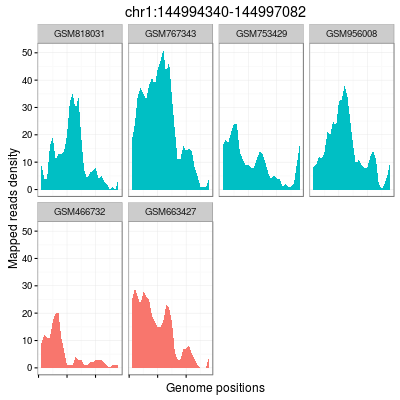 chr1:144994340-144997082
GSM818031 GSM767343 GSM753429 GSM956008
50
40
30
20
10
0
Mapped reads density
GSM466732 GSM663427
50
40
30
20
10
0
Genome positions